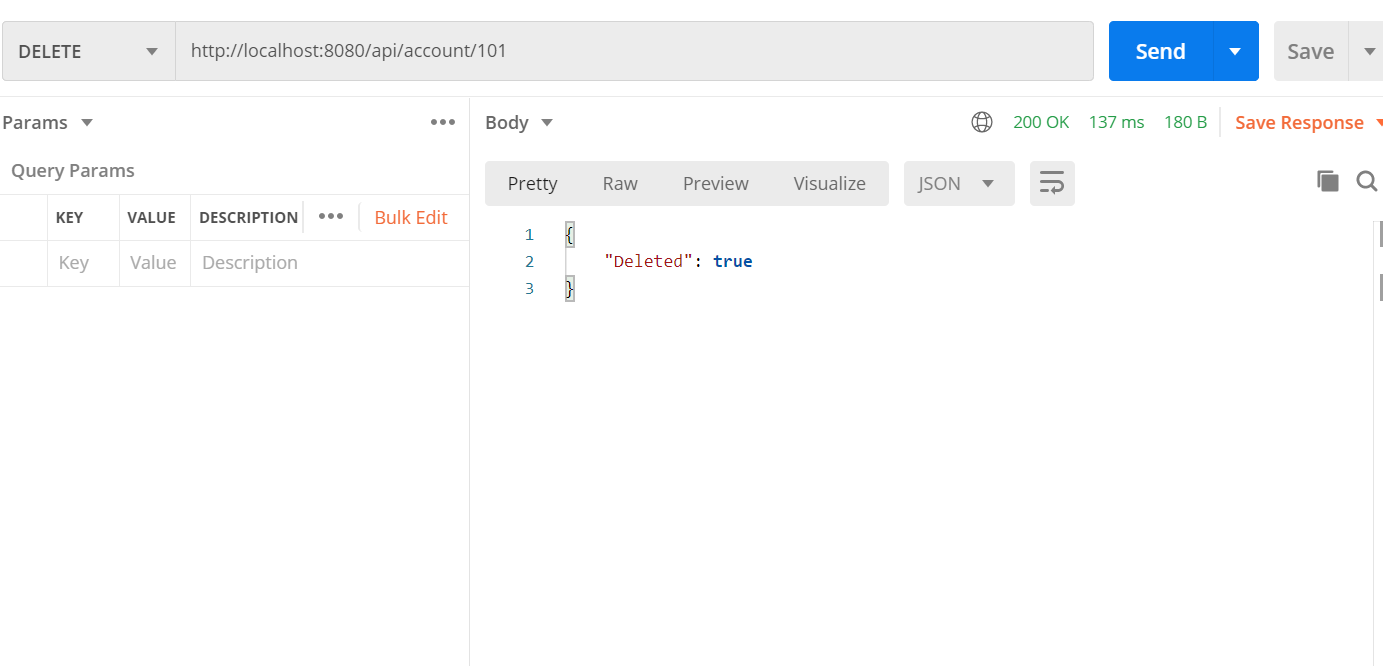 DELETE http://localhost:8080/api/account/101 Send Save
Params ••• Body 200 OK 137 ms 180 B Save Response
Query Params
Pretty Raw Preview Visualize JSON
KEY VALUE DESCRIPTION ••• Bulk Edit
Key Value Description
1 {
2 "Deleted": true
3 }